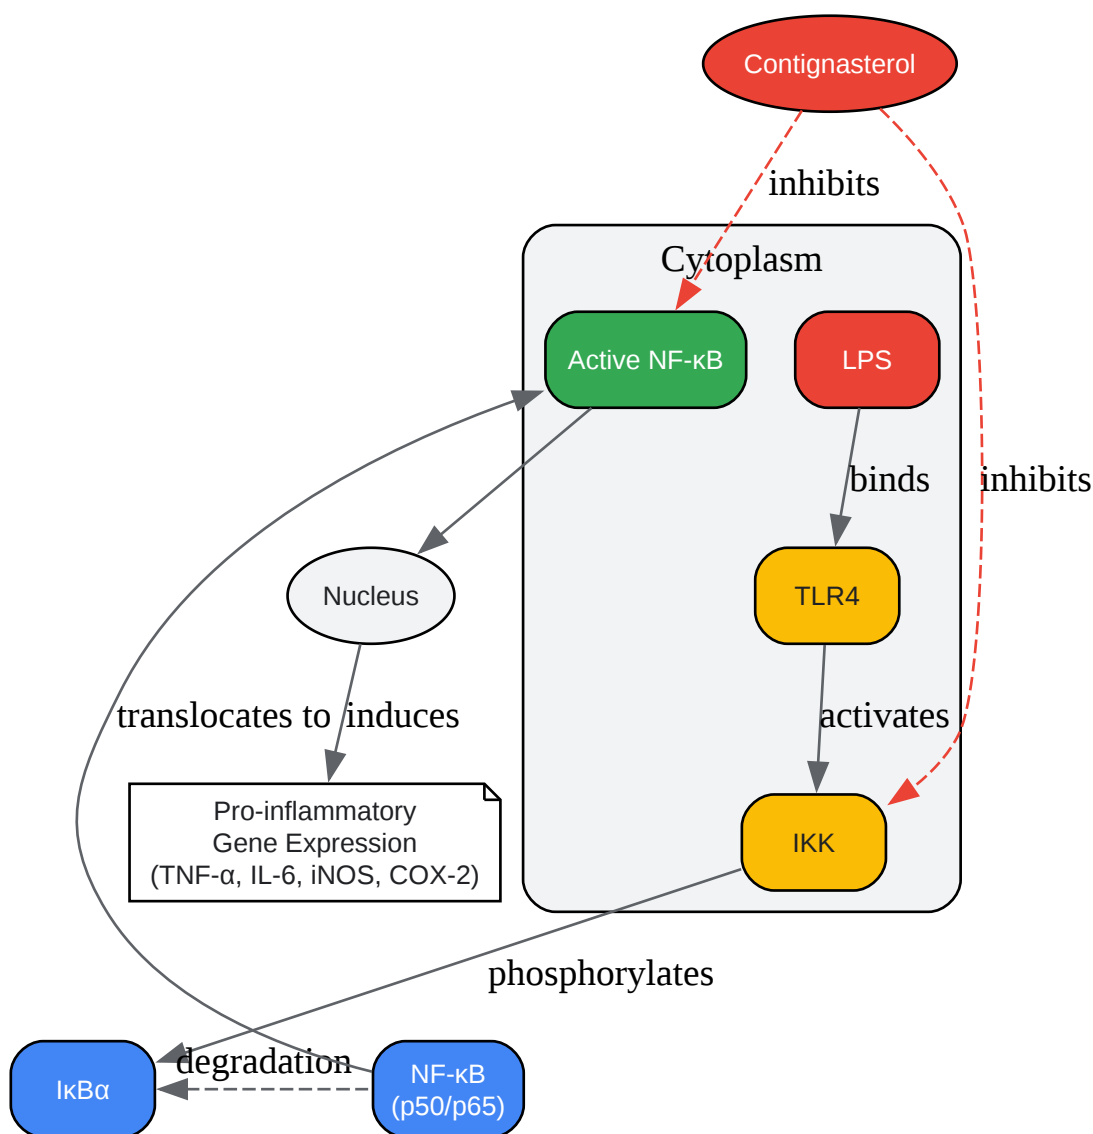 Contignasterol
inhibits
Cytoplasm
Active NF-κB
LPS
binds
inhibits
Nucleus
TLR4
translocates to
induces
activates
Pro-inflammatory
Gene Expression
(TNF-α, IL-6, iNOS, COX-2)
IKK
phosphorylates
degradation
IκBα
NF-κB
(p50/p65)